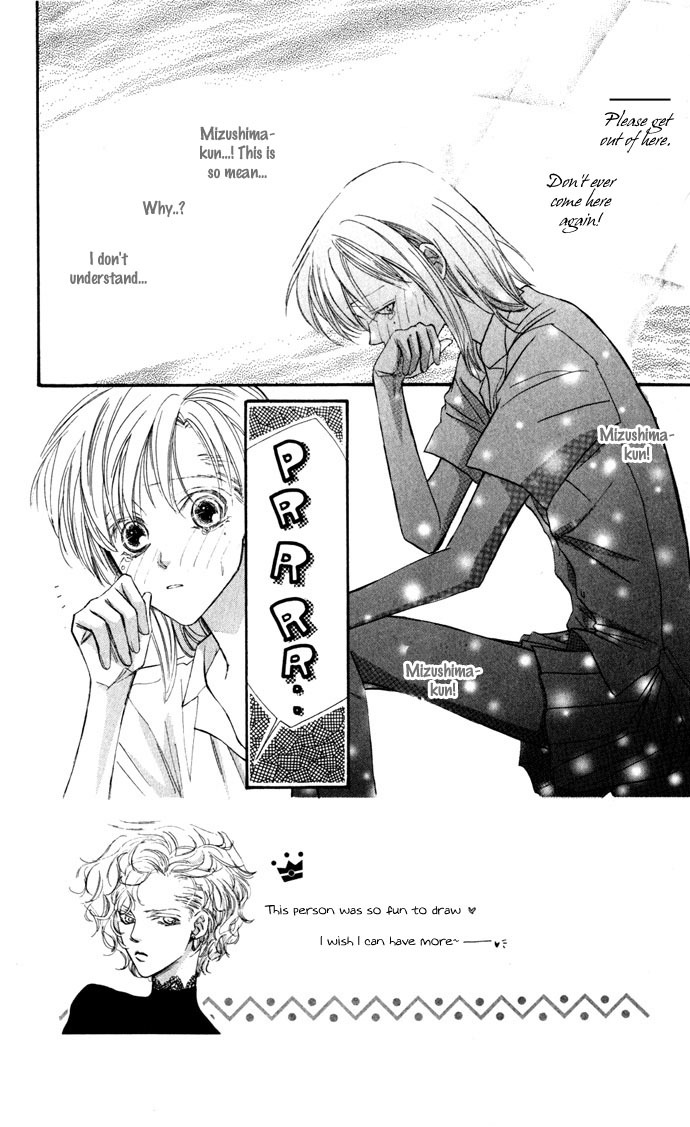 Please get
out of here.
Don't ever
come here
again!
Mizushima-
kun...! This is
so mean...
Why..?
I don't
understand...
Mizushima-
kun!
Mizushima-
kun!
PRRRR..
This person was so fun to draw
I wish I can have more~